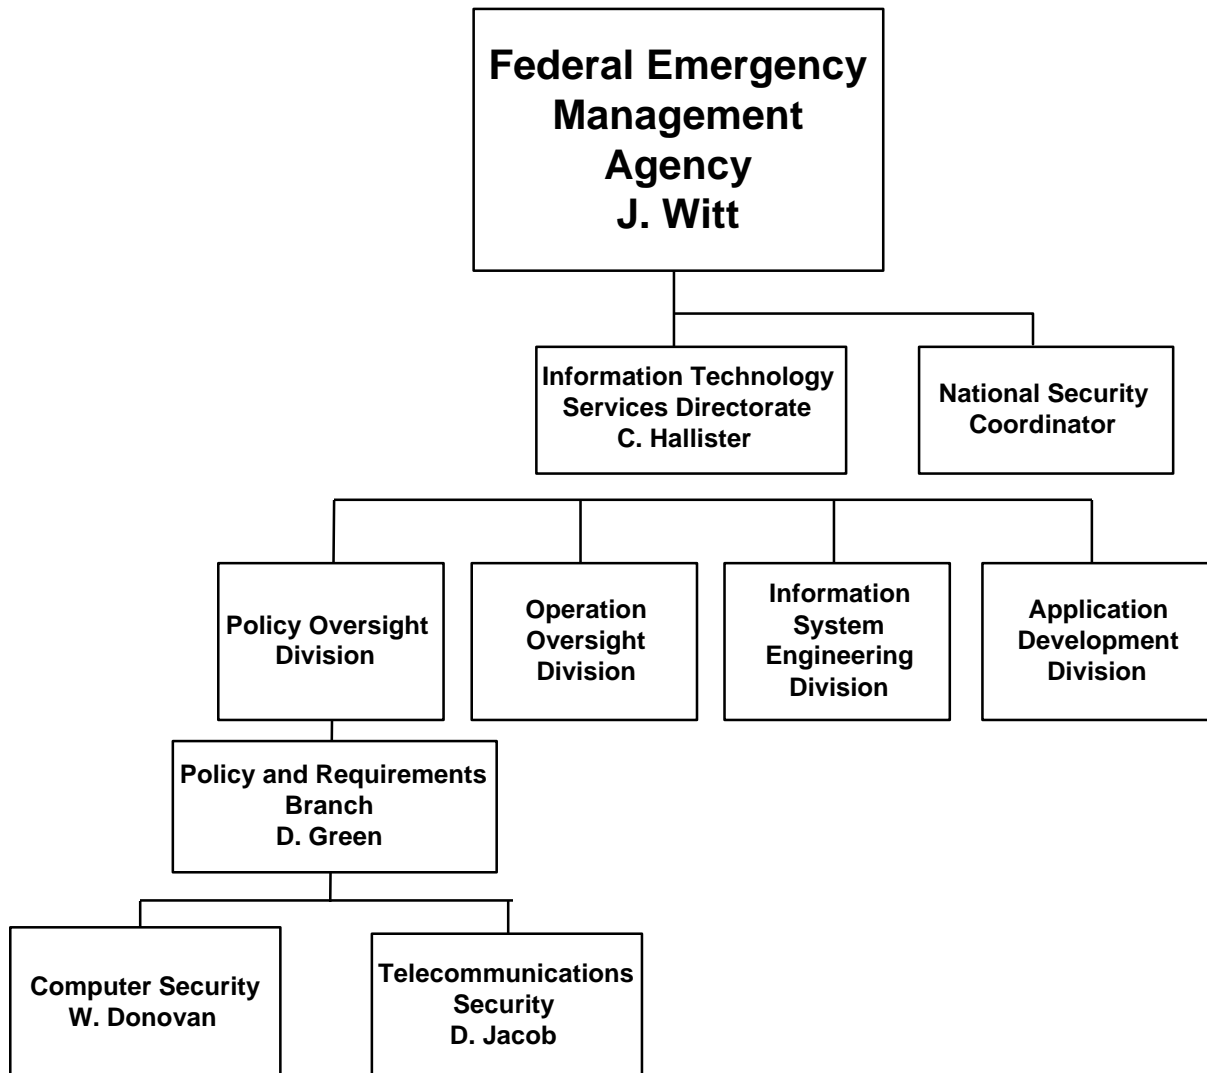 Federal Emergency
Management
Agency
J. Witt
Information Technology
Services Directorate
C. Hallister
National Security
Coordinator
Policy Oversight
Division
Operation
Oversight
Division
Information
System
Engineering
Division
Application
Development
Division
Policy and Requirements
Branch
D. Green
Computer Security
W. Donovan
Telecommunications
Security
D. Jacob